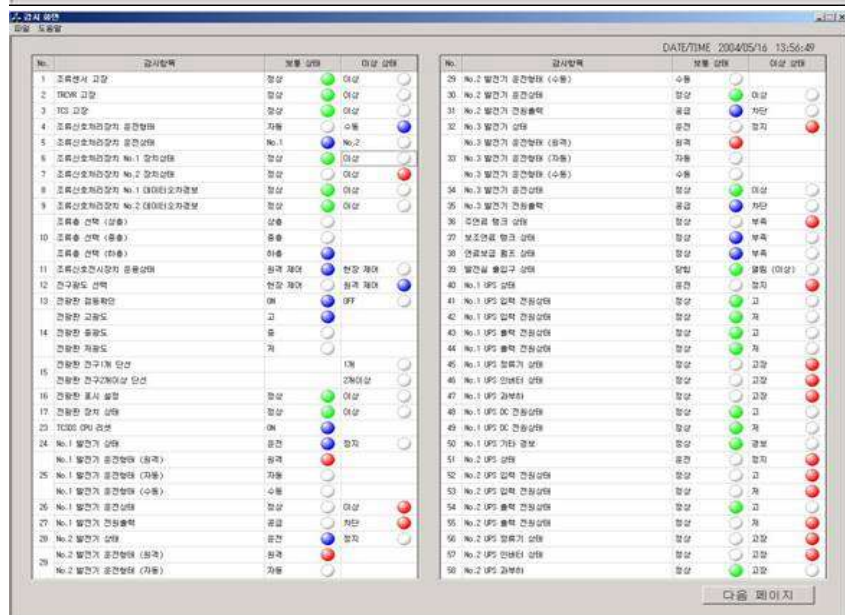 감시 화면
파일 도움말
DATE/TIME 2004/05/16 13:56:49
No. 감시항목 보통 상태 이상 상태
1 조류센서 고장 정상 이상
2 TRCVR 고장 정상 이상
3 TCS 고장 정상 이상
4 조류신호처리장치 운전형태 자동 수동
5 조류신호처리장치 운전상태 No.1 No.2
6 조류신호처리장치 No.1 장치상태 정상 이상
7 조류신호처리장치 No.2 장치상태 정상 이상
8 조류신호처리장치 No.1 데이터오차경보 정상 이상
9 조류신호처리장치 No.2 데이터오차경보 정상 이상
조류층 선택 (상층) 상층
10 조류층 선택 (중층) 중층
조류층 선택 (하층) 하층
11 조류신호전시장치 운용상태 원격 제어 현장 제어
12 전구광도 선택 현장 제어 원격 제어
13 전광판 점등확인 ON OFF
전광판 고광도 고
14 전광판 중광도 중
전광판 저광도 저
15 전광판 전구1개 단선 1개
전광판 전구2개이상 단선 2개이상
16 전광판 표시 설정 정상 이상
17 전광판 장치 상태 정상 이상
23 TCSDS CPU 리셋 ON
24 No.1 발전기 상태 운전 정지
No.1 발전기 운전형태 (원격) 원격
25 No.1 발전기 운전형태 (자동) 자동
No.1 발전기 운전형태 (수동) 수동
26 No.1 발전기 운전상태 정상 이상
27 No.1 발전기 전원출력 공급 차단
28 No.2 발전기 상태 운전 정지
29 No.2 발전기 운전형태 (원격) 원격
No.2 발전기 운전형태 (자동) 자동
No. 감시항목 보통 상태 이상 상태
29 No.2 발전기 운전형태 (수동) 수동
30 No.2 발전기 운전상태 정상 이상
31 No.2 발전기 전원출력 공급 차단
32 No.3 발전기 상태 운전 정지
No.3 발전기 운전형태 (원격) 원격
33 No.3 발전기 운전형태 (자동) 자동
No.3 발전기 운전형태 (수동) 수동
34 No.3 발전기 운전상태 정상 이상
35 No.3 발전기 전원출력 공급 차단
36 주연료 탱크 상태 정상 부족
37 보조연료 탱크 상태 정상 부족
38 연료보급 펌프 상태 정상 부족
39 발전실 출입구 상태 닫힘 열림 (이상)
40 No.1 UPS 상태 운전 정지
41 No.1 UPS 입력 전원상태 정상 고
42 No.1 UPS 입력 전원상태 정상 저
43 No.1 UPS 출력 전원상태 정상 고
44 No.1 UPS 출력 전원상태 정상 저
45 No.1 UPS 정류기 상태 정상 고장
46 No.1 UPS 인버터 상태 정상 고장
47 No.1 UPS 과부하 정상 고장
48 No.1 UPS DC 전원상태 정상 고
49 No.1 UPS DC 전원상태 정상 저
50 No.1 UPS 기타 경보 정상 경보
51 No.2 UPS 상태 운전 정지
52 No.2 UPS 입력 전원상태 정상 고
53 No.2 UPS 입력 전원상태 정상 저
54 No.2 UPS 출력 전원상태 정상 고
55 No.2 UPS 출력 전원상태 정상 저
56 No.2 UPS 정류기 상태 정상 고장
57 No.2 UPS 인버터 상태 정상 고장
58 No.2 UPS 과부하 정상 고장
다음 페이지